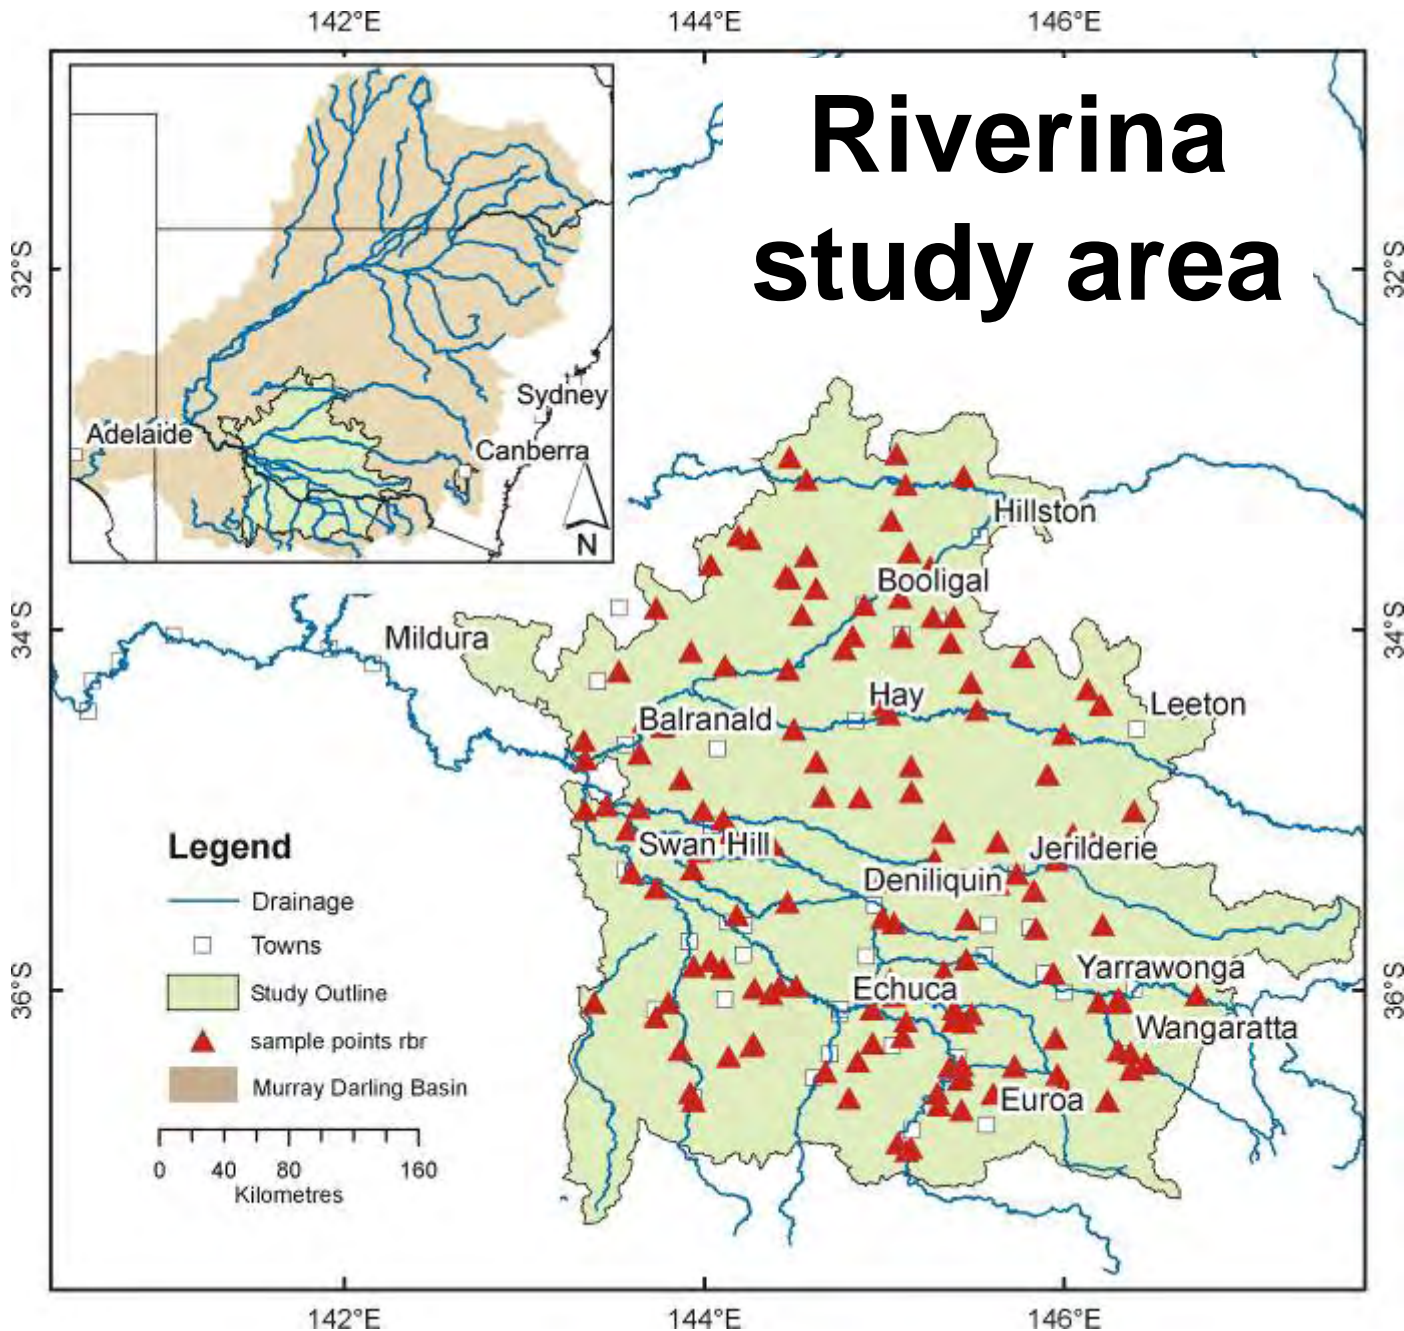 142°E
144°E
146°E
Riverina
study area
32°S
32°S
Sydney
Adelaide
Canberra
N
Hillston
Booligal
34°S
34°S
Mildura
Hay
Leeton
Balranald
Legend
Swan Hill
Jerilderie
Deniliquin
Drainage
Towns
Yarrawonga
36°S
36°S
Study Outline
Echuca
Wangaratta
sample points rbr
Murray Darling Basin
Euroa
0 40 80 160
Kilometres
142°E
144°E
146°E